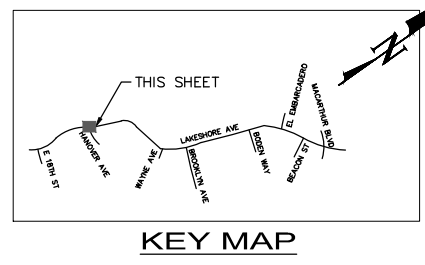 N
THIS SHEET
EL EMBARCADERO
MACARTHUR BLVD
LAKESHORE AVE
E 18TH ST
HANOVER AVE
WAYNE AVE
BROOKLYN AVE
BODEN WAY
BEACON ST
KEY MAP